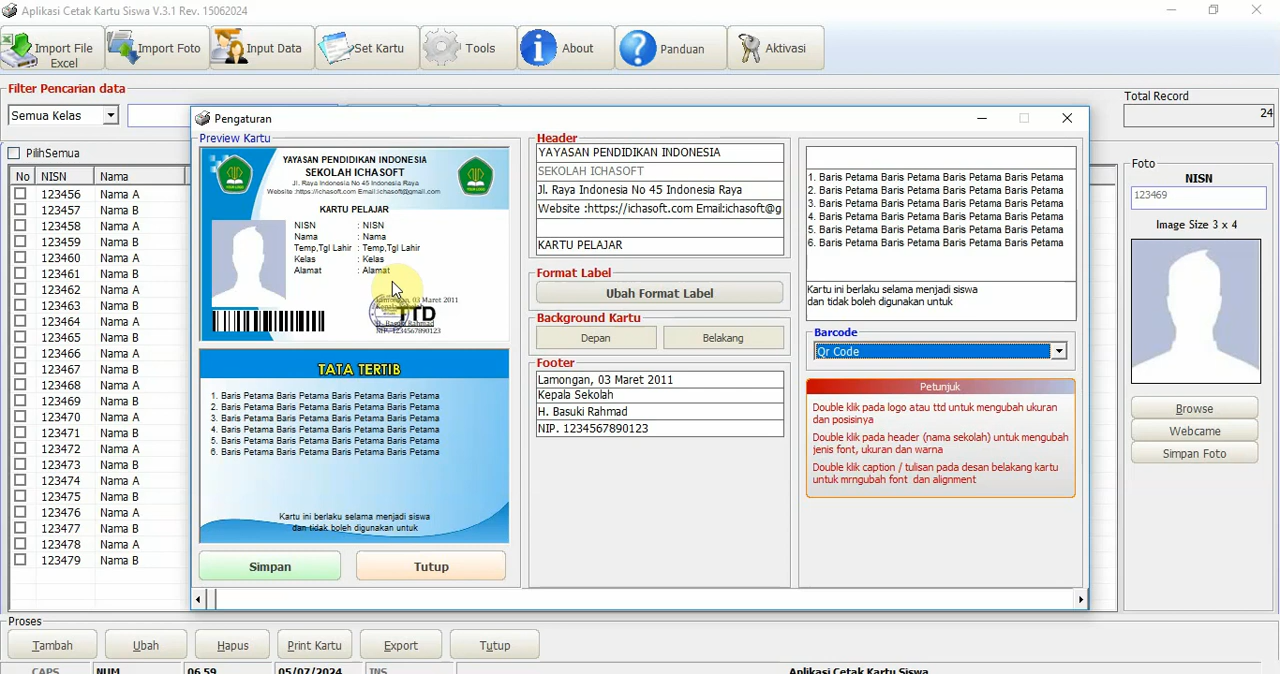 Aplikasi Cetak Kartu Siswa V.3.1 Rev. 15062024
Import File Excel
Import Foto
Input Data
Set Kartu
Tools
About
Panduan
Aktivasi
Filter Pencarian data
Semua Kelas
Total Record
24
PilihSemua
No NISN Nama
123456 Nama A
123457 Nama B
123458 Nama A
123459 Nama B
123460 Nama A
123461 Nama B
123462 Nama A
123463 Nama B
123464 Nama A
123465 Nama B
123466 Nama A
123467 Nama B
123468 Nama A
123469 Nama B
123470 Nama A
123471 Nama B
123472 Nama A
123473 Nama B
123474 Nama A
123475 Nama B
123476 Nama A
123477 Nama B
123478 Nama A
123479 Nama B
Pengaturan
Preview Kartu
YAYASAN PENDIDIKAN INDONESIA
SEKOLAH ICHASOFT
Jl. Raya Indonesia No 45 Indonesia Raya
Website :https://ichasoft.com Email:ichasoft@gmail.com
KARTU PELAJAR
NISN : NISN
Nama : Nama
Temp,Tgl Lahir : Temp,Tgl Lahir
Kelas : Kelas
Alamat : Alamat
Lamongan, 03 Maret 2011
TTD
H. Basuki Rahmad
NIP. 1234567890123
TATA TERTIB
1. Baris Petama Baris Petama Baris Petama Baris Petama
2. Baris Petama Baris Petama Baris Petama Baris Petama
3. Baris Petama Baris Petama Baris Petama Baris Petama
4. Baris Petama Baris Petama Baris Petama Baris Petama
5. Baris Petama Baris Petama Baris Petama Baris Petama
6. Baris Petama Baris Petama Baris Petama Baris Petama
Kartu ini berlaku selama menjadi siswa
dan tidak boleh digunakan untuk
Simpan
Tutup
Header
YAYASAN PENDIDIKAN INDONESIA
SEKOLAH ICHASOFT
Jl. Raya Indonesia No 45 Indonesia Raya
Website :https://ichasoft.com Email:ichasoft@g
KARTU PELAJAR
Format Label
Ubah Format Label
Background Kartu
Depan
Belakang
Footer
Lamongan, 03 Maret 2011
Kepala Sekolah
H. Basuki Rahmad
NIP. 1234567890123
1. Baris Petama Baris Petama Baris Petama Baris Petama
2. Baris Petama Baris Petama Baris Petama Baris Petama
3. Baris Petama Baris Petama Baris Petama Baris Petama
4. Baris Petama Baris Petama Baris Petama Baris Petama
5. Baris Petama Baris Petama Baris Petama Baris Petama
6. Baris Petama Baris Petama Baris Petama Baris Petama
Kartu ini berlaku selama menjadi siswa
dan tidak boleh digunakan untuk
Barcode
Qr Code
Petunjuk
Double klik pada logo atau ttd untuk mengubah ukuran
dan posisinya
Double klik pada header (nama sekolah) untuk mengubah
jenis font, ukuran dan warna
Double klik caption / tulisan pada desan belakang kartu
untuk mrngubah font dan alignment
Foto
NISN
123469
Image Size 3 x 4
Browse
Webcame
Simpan Foto
Proses
Tambah
Ubah
Hapus
Print Kartu
Export
Tutup
CAPS NUM 06.59 05/07/2024 INS Aplikasi Cetak Kartu Siswa